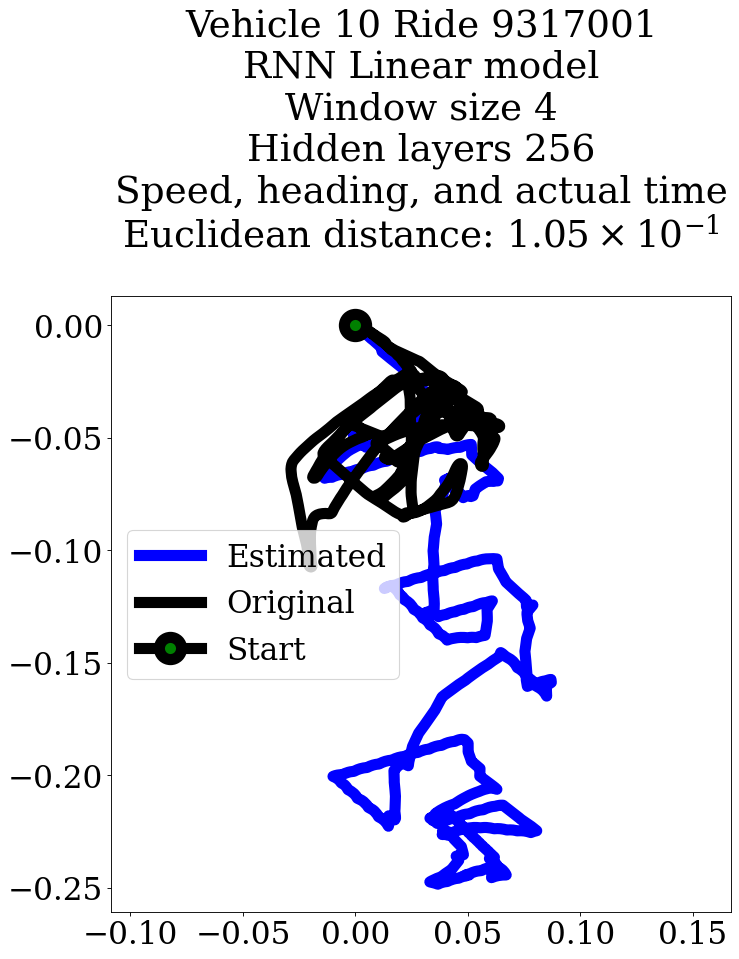 Vehicle 10 Ride 9317001
RNN Linear model
Window size 4
Hidden layers 256
Speed, heading, and actual time
Euclidean distance: 1.05 × 10⁻¹
0.00
−0.05
−0.10
−0.15
−0.20
−0.25
Estimated
Original
Start
−0.10 −0.05 0.00 0.05 0.10 0.15